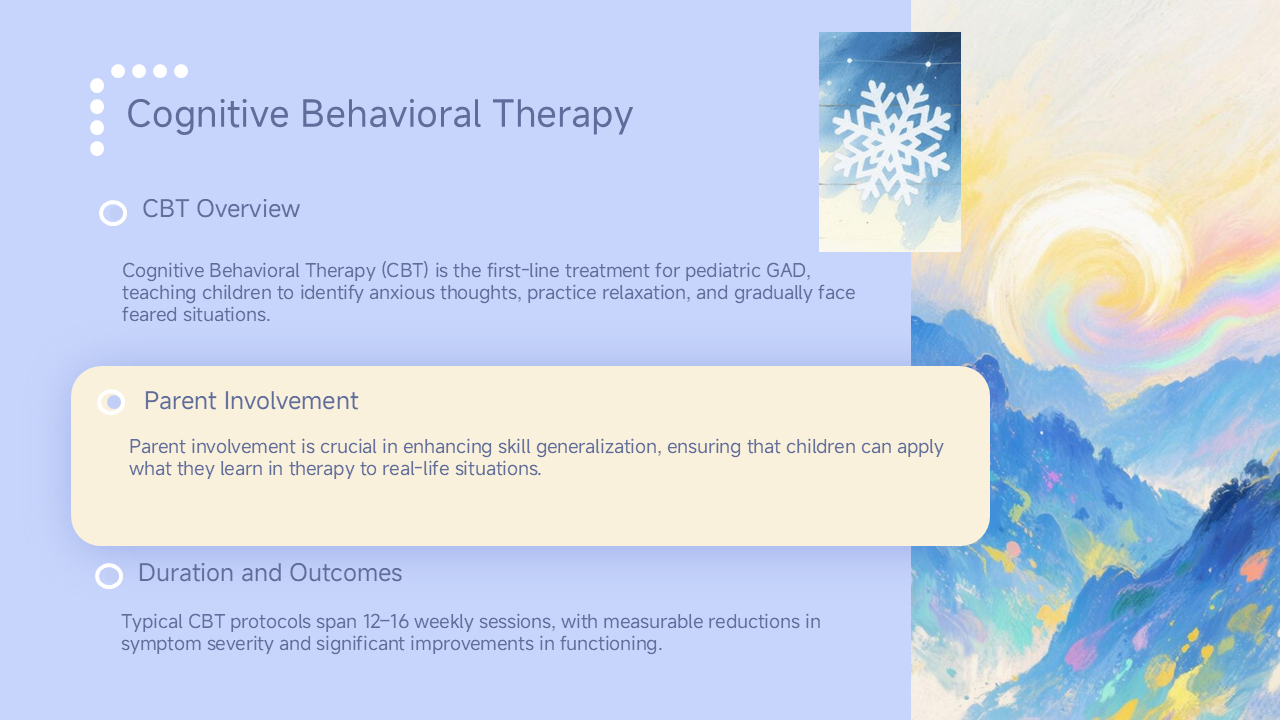 Cognitive Behavioral Therapy
CBT Overview
Cognitive Behavioral Therapy (CBT) is the first-line treatment for pediatric GAD,
teaching children to identify anxious thoughts, practice relaxation, and gradually face
feared situations.
Parent Involvement
Parent involvement is crucial in enhancing skill generalization, ensuring that children can apply
what they learn in therapy to real-life situations.
Duration and Outcomes
Typical CBT protocols span 12–16 weekly sessions, with measurable reductions in
symptom severity and significant improvements in functioning.